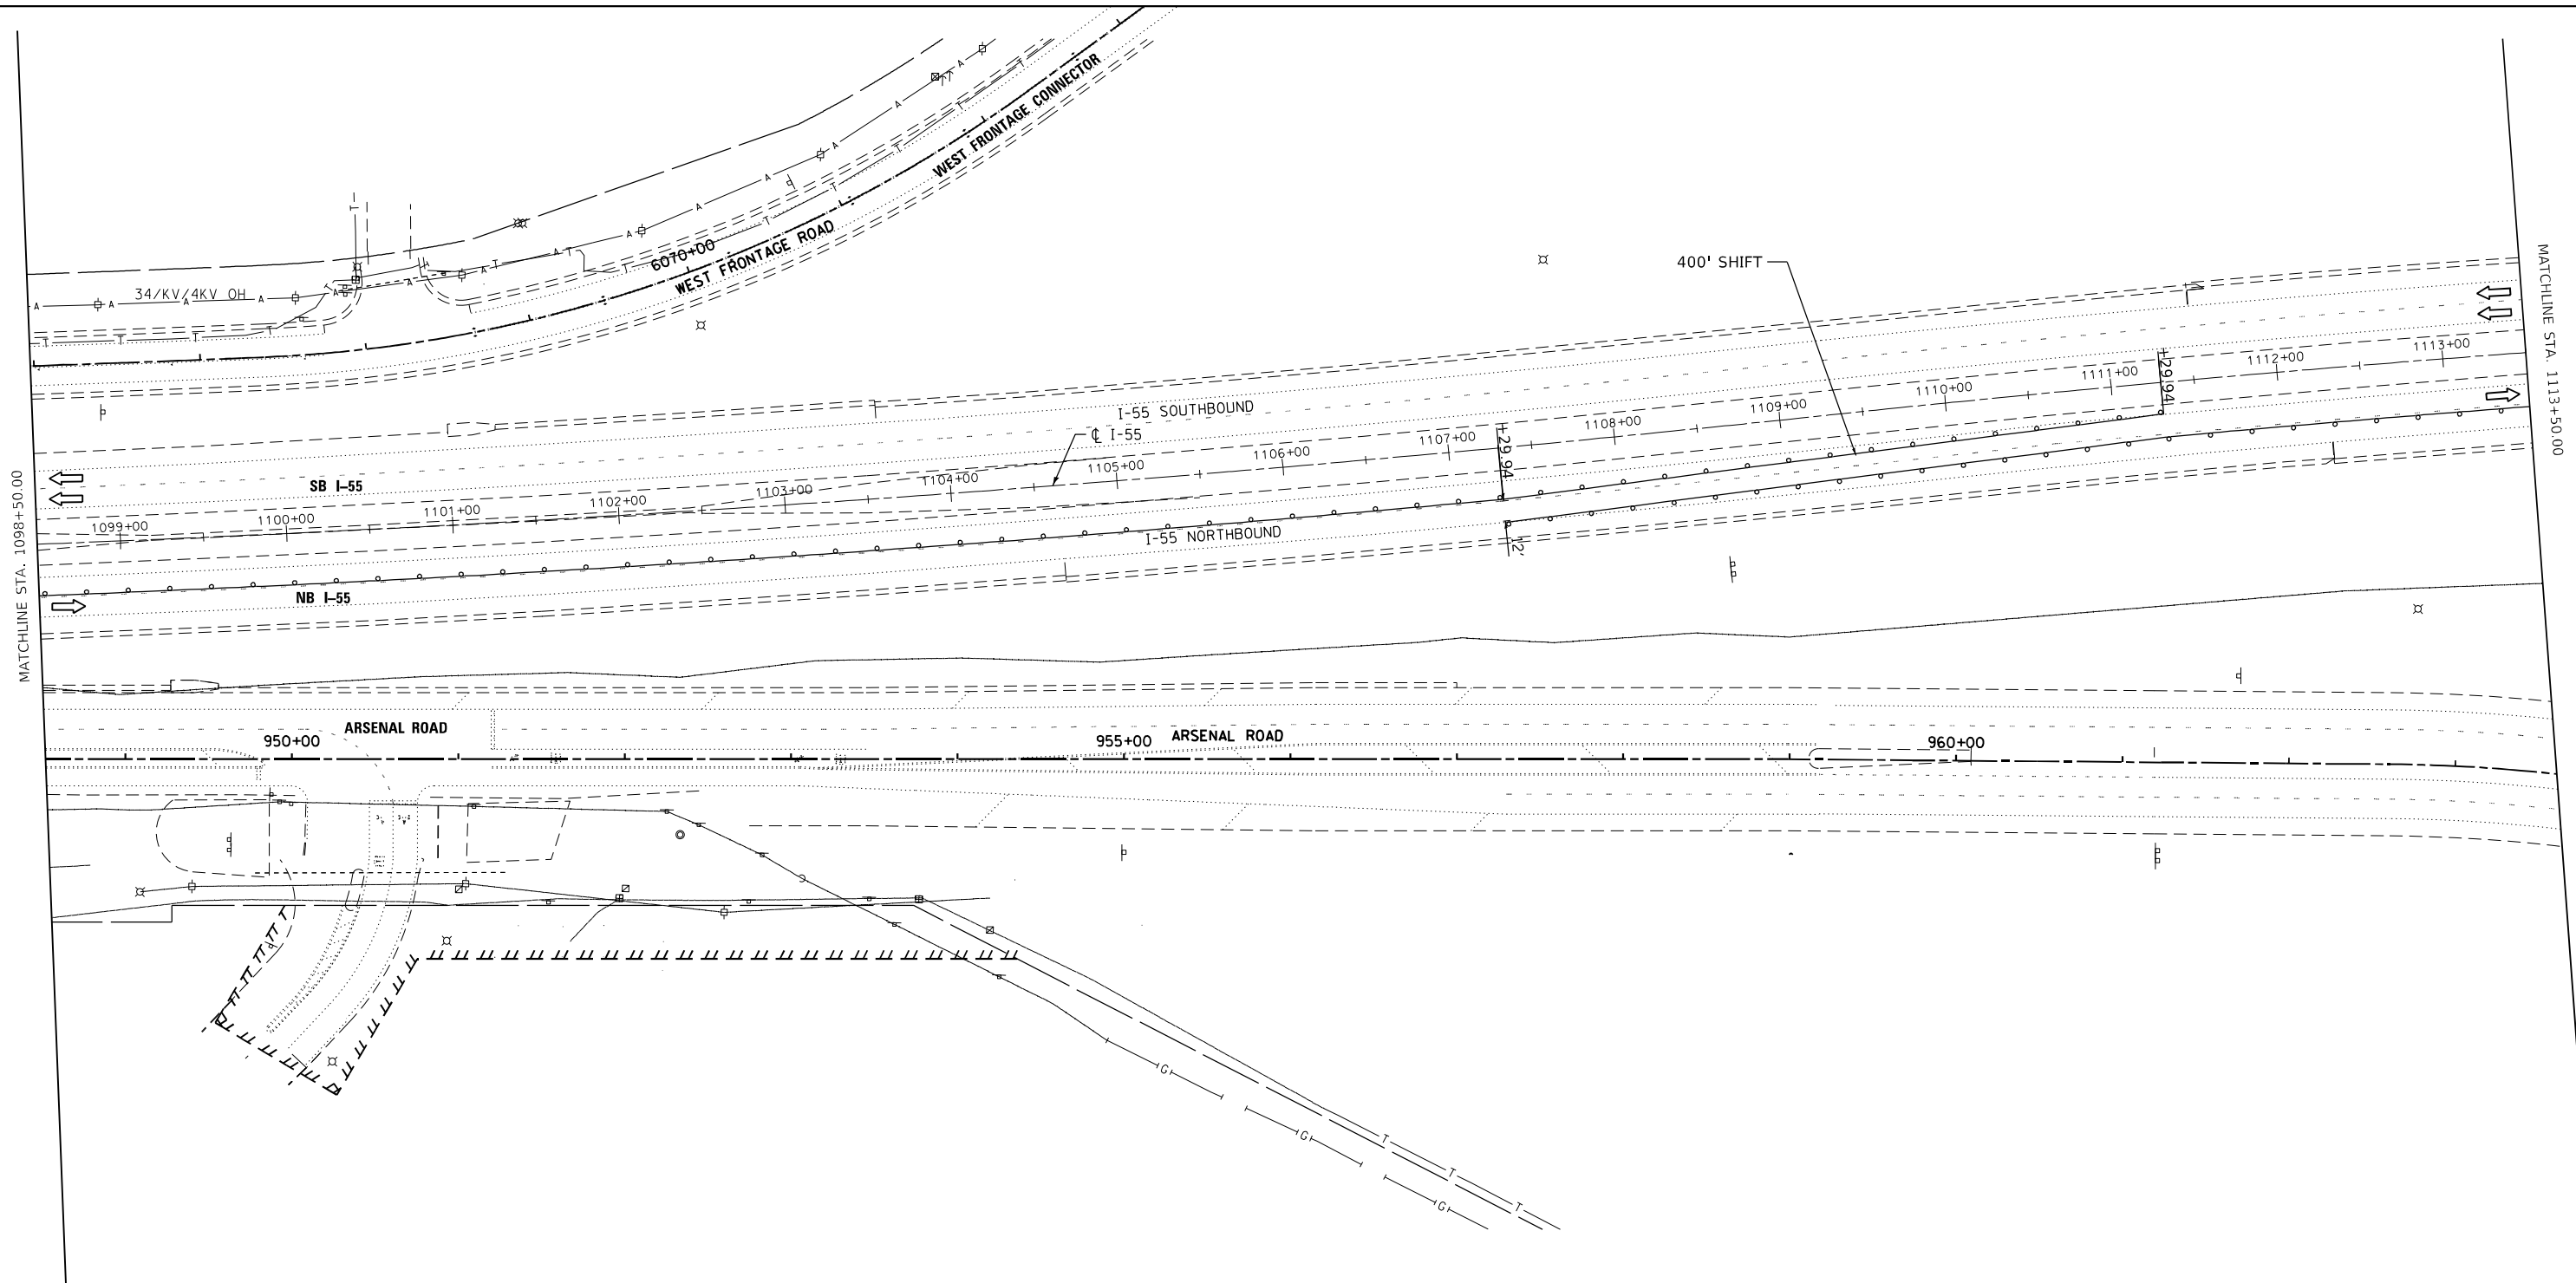 WEST FRONTAGE CONNECTOR
6070+00
WEST FRONTAGE ROAD
34/KV/4KV OH
400' SHIFT
MATCHLINE STA. 1098+50.00
MATCHLINE STA. 1113+50.00
I-55 SOUTHBOUND
℄ I-55
SB I-55
1099+00
1100+00
1101+00
1102+00
1103+00
1104+00
1105+00
1106+00
1107+00
1108+00
1109+00
1110+00
1111+00
1112+00
1113+00
+29.94
+29.94
12'
I-55 NORTHBOUND
NB I-55
ARSENAL ROAD
ARSENAL ROAD
950+00
955+00
960+00
A A A A A A A A A A A A A
T T T T T T T T T T T T
TT TT TT TT
G G G
T T T